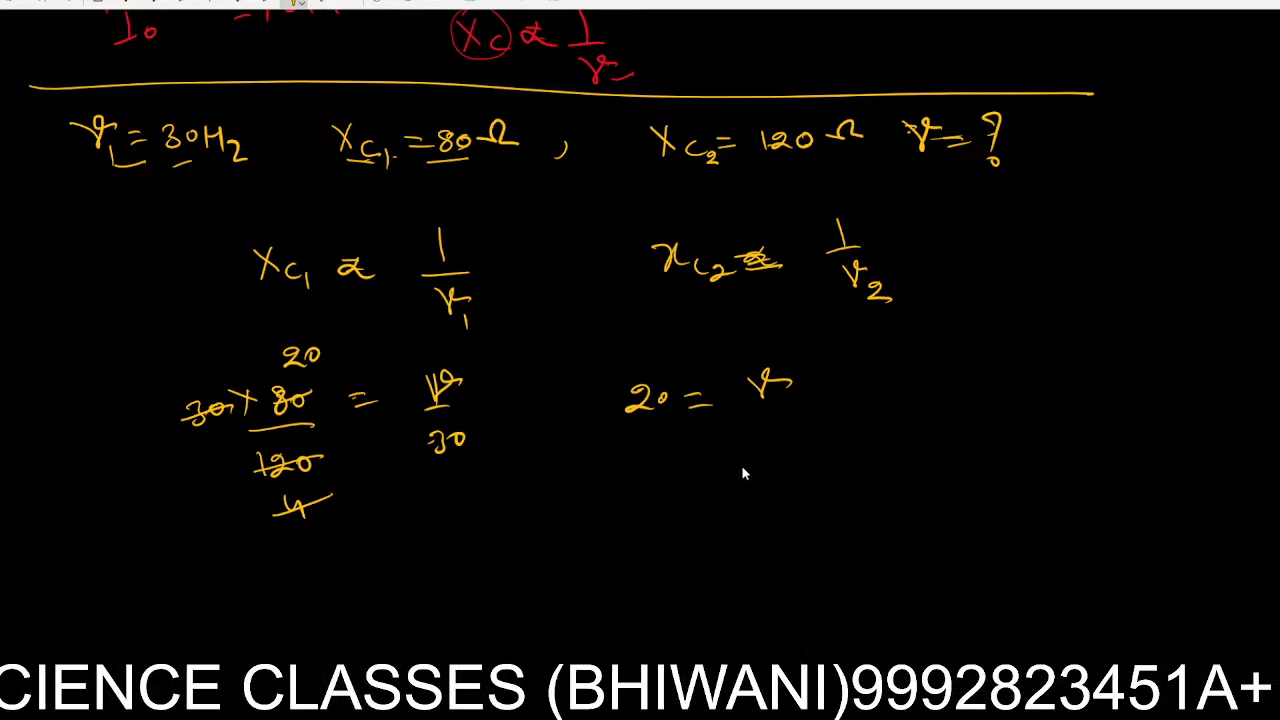 I0
Xc ∝ 1/ν
ν1 = 30Hz Xc1 = 80Ω , Xc2 = 120Ω ν = ?
Xc1 ∝ 1/ν1 xc2 ∝ 1/ν2
20
30 × 80 / 120 = ν / 30 20 = ν
4
CIENCE CLASSES (BHIWANI)9992823451A+